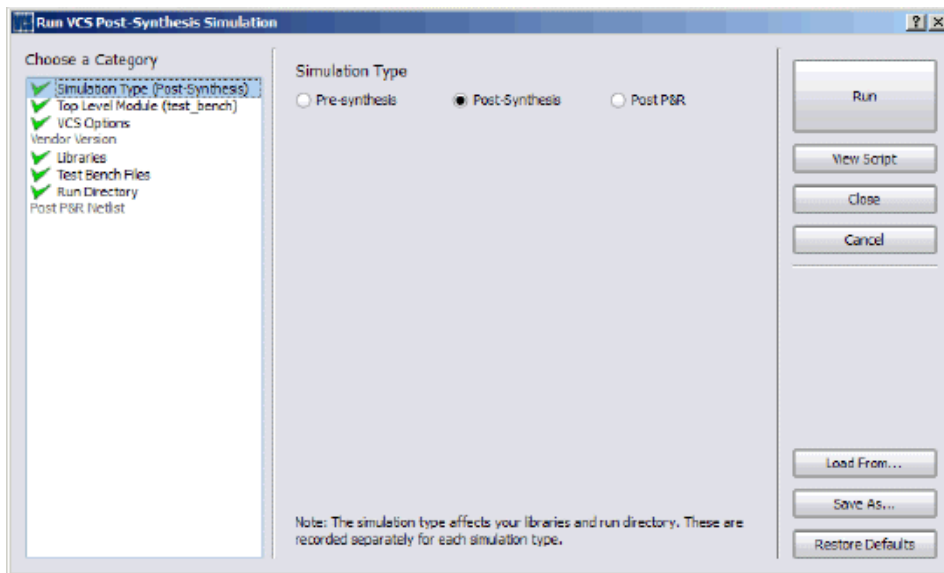 Run VCS Post-Synthesis Simulation
Choose a Category
Simulation Type (Post-Synthesis)
Top Level Module (test_bench)
VCS Options
Vendor Version
Libraries
Test Bench Files
Run Directory
Post P&R Netlist
Simulation Type
Pre-synthesis
Post-Synthesis
Post P&R
Note: The simulation type affects your libraries and run directory. These are
recorded separately for each simulation type.
Run
View Script
Close
Cancel
Load From...
Save As...
Restore Defaults